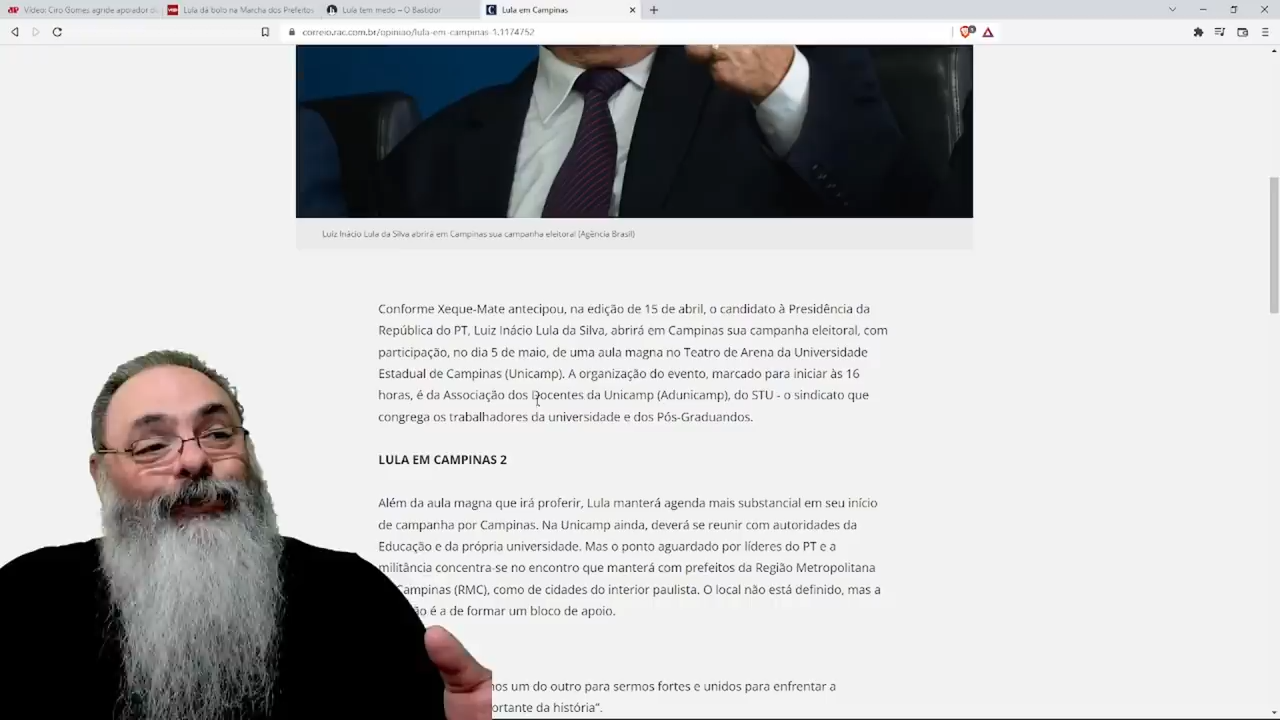 Vídeo: Ciro Gomes agride apoiador d
Lula dá bolo na Marcha dos Prefeitos
Lula tem medo – O Bastidor
Lula em Campinas
correio.rac.com.br/opiniao/lula-em-campinas-1.1174752
Luiz Inácio Lula da Silva abrirá em Campinas sua campanha eleitoral (Agência Brasil)
Conforme Xeque-Mate antecipou, na edição de 15 de abril, o candidato à Presidência da
República do PT, Luiz Inácio Lula da Silva, abrirá em Campinas sua campanha eleitoral, com
participação, no dia 5 de maio, de uma aula magna no Teatro de Arena da Universidade
Estadual de Campinas (Unicamp). A organização do evento, marcado para iniciar às 16
horas, é da Associação dos Docentes da Unicamp (Adunicamp), do STU - o sindicato que
congrega os trabalhadores da universidade e dos Pós-Graduandos.
LULA EM CAMPINAS 2
Além da aula magna que irá proferir, Lula manterá agenda mais substancial em seu início
de campanha por Campinas. Na Unicamp ainda, deverá se reunir com autoridades da
Educação e da própria universidade. Mas o ponto aguardado por líderes do PT e a
militância concentra-se no encontro que manterá com prefeitos da Região Metropolitana
Campinas (RMC), como de cidades do interior paulista. O local não está definido, mas a
é a de formar um bloco de apoio.
um do outro para sermos fortes e unidos para enfrentar a
da história".